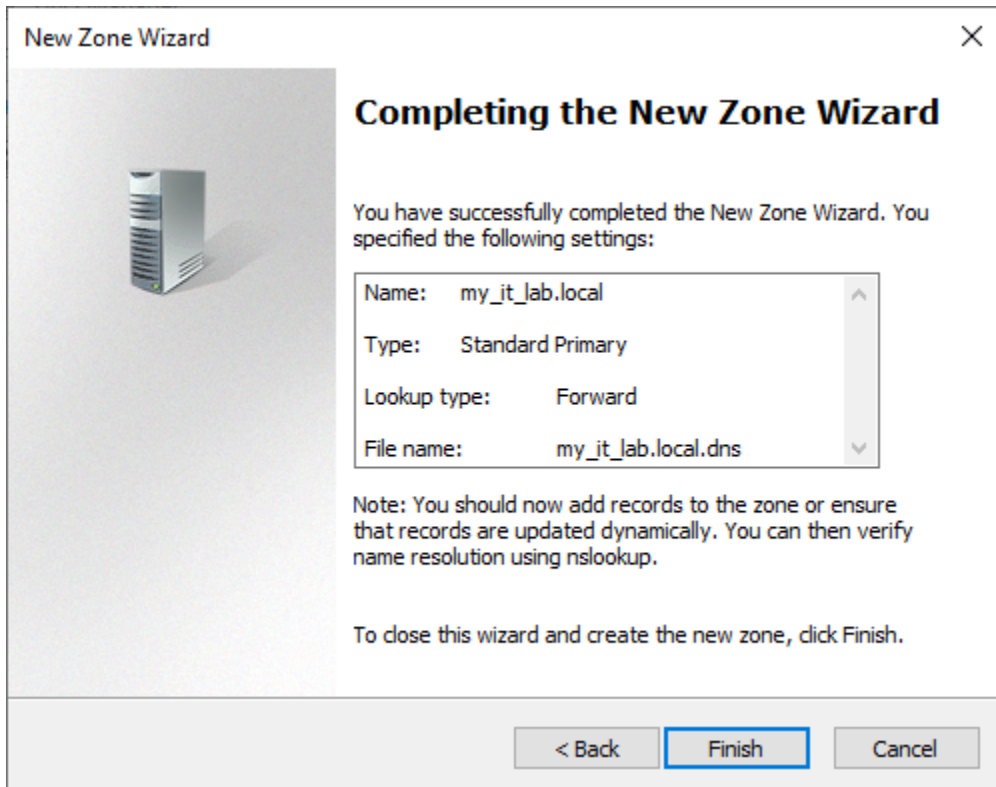 New Zone Wizard
Completing the New Zone Wizard
You have successfully completed the New Zone Wizard. You
specified the following settings:
Name: my_it_lab.local
Type: Standard Primary
Lookup type: Forward
File name: my_it_lab.local.dns
Note: You should now add records to the zone or ensure
that records are updated dynamically. You can then verify
name resolution using nslookup.
To close this wizard and create the new zone, click Finish.
< Back Finish Cancel